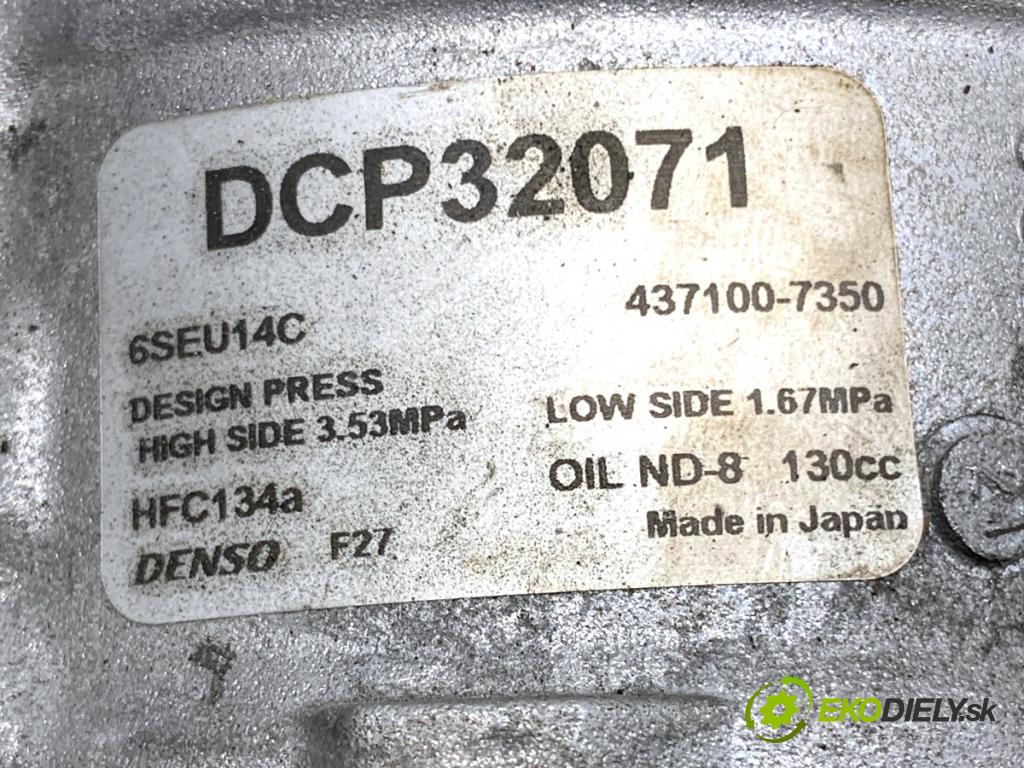 DCP32071
6SEU14C 437100-7350
DESIGN PRESS
HIGH SIDE 3.53MPa LOW SIDE 1.67MPa
HFC134a OIL ND-8 130cc
DENSO F27 Made in Japan
EKODIELY.sk